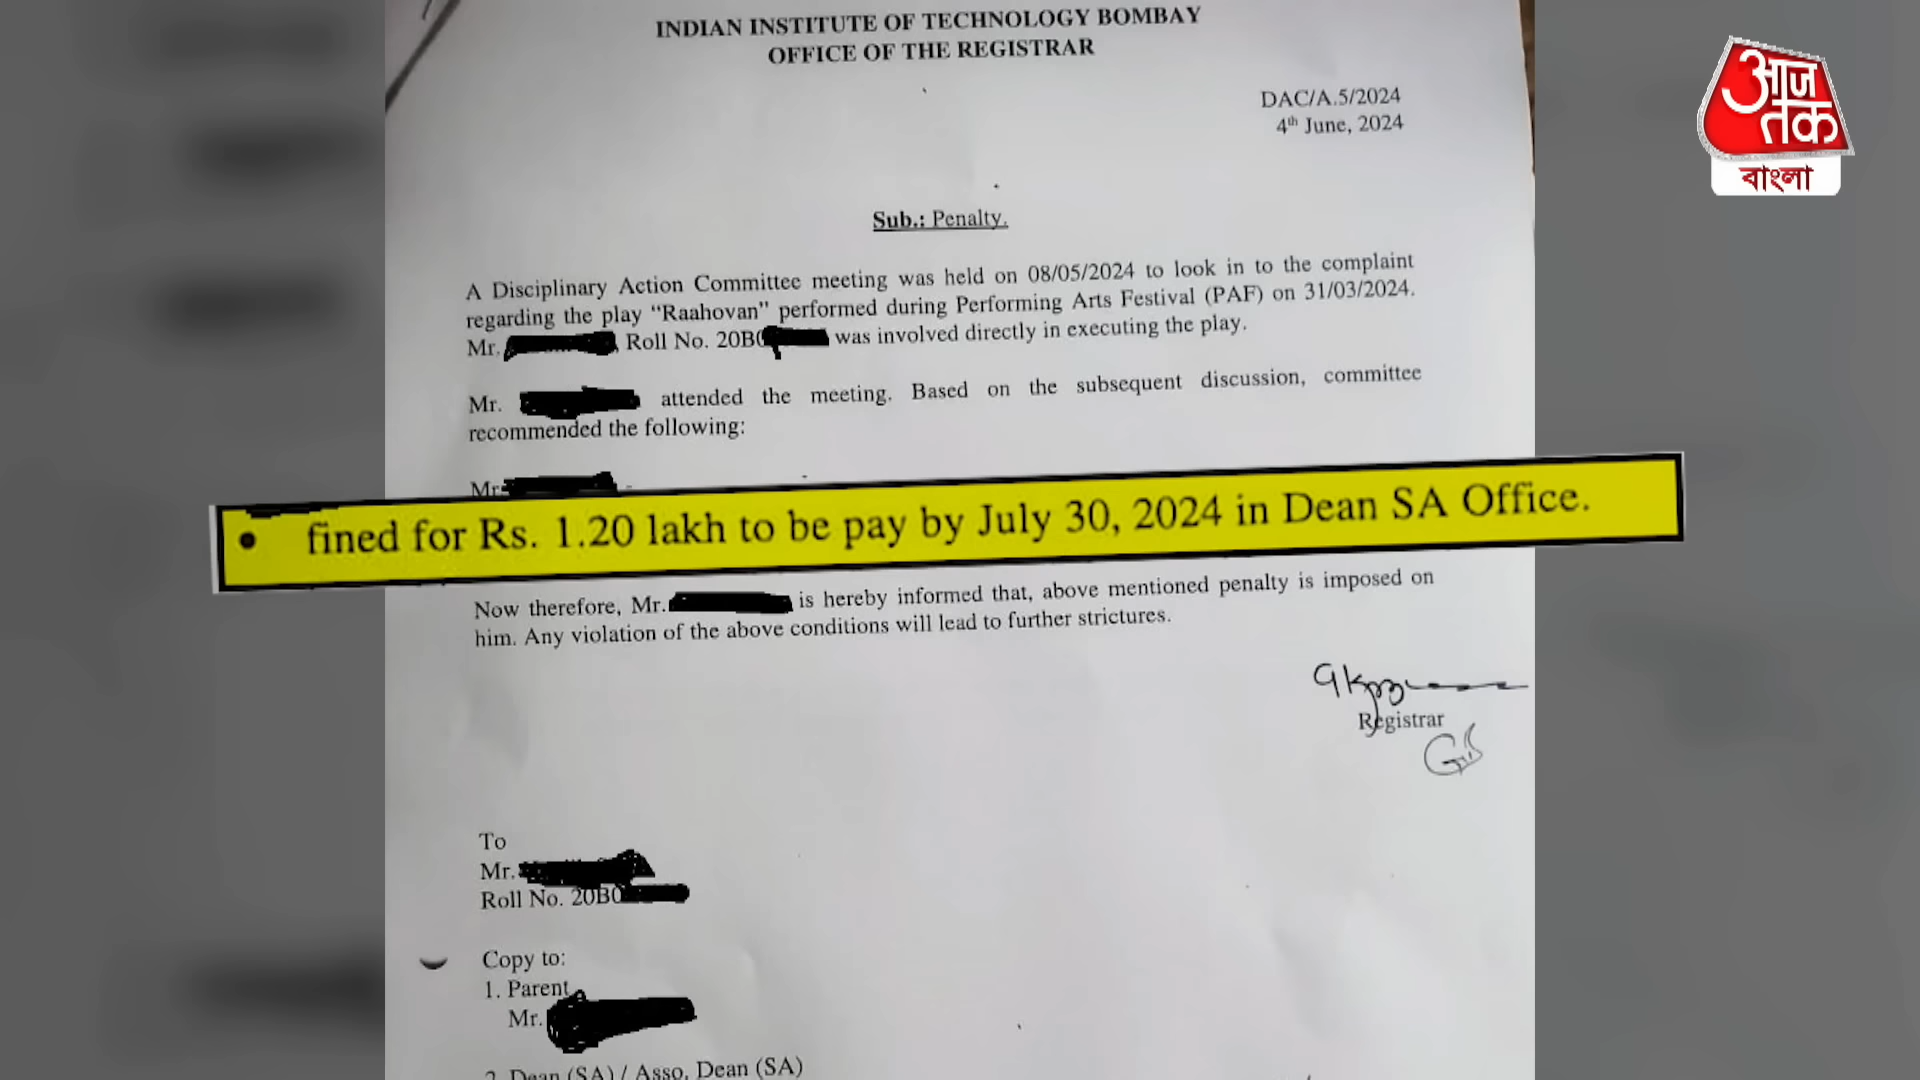 INDIAN INSTITUTE OF TECHNOLOGY BOMBAY
OFFICE OF THE REGISTRAR
DAC/A.5/2024
4th June, 2024
आज
तक
বাংলা
Sub.: Penalty.
A Disciplinary Action Committee meeting was held on 08/05/2024 to look in to the complaint
regarding the play “Raahovan” performed during Performing Arts Festival (PAF) on 31/03/2024.
Mr. Roll No. 20B0 was involved directly in executing the play.
Mr. attended the meeting. Based on the subsequent discussion, committee
recommended the following:
Mr.
• fined for Rs. 1.20 lakh to be pay by July 30, 2024 in Dean SA Office.
Now therefore, Mr. is hereby informed that, above mentioned penalty is imposed on
him. Any violation of the above conditions will lead to further strictures.
Registrar
To
Mr.
Roll No. 20B0
Copy to:
1. Parent
Mr.
2. Dean (SA) / Asso. Dean (SA)